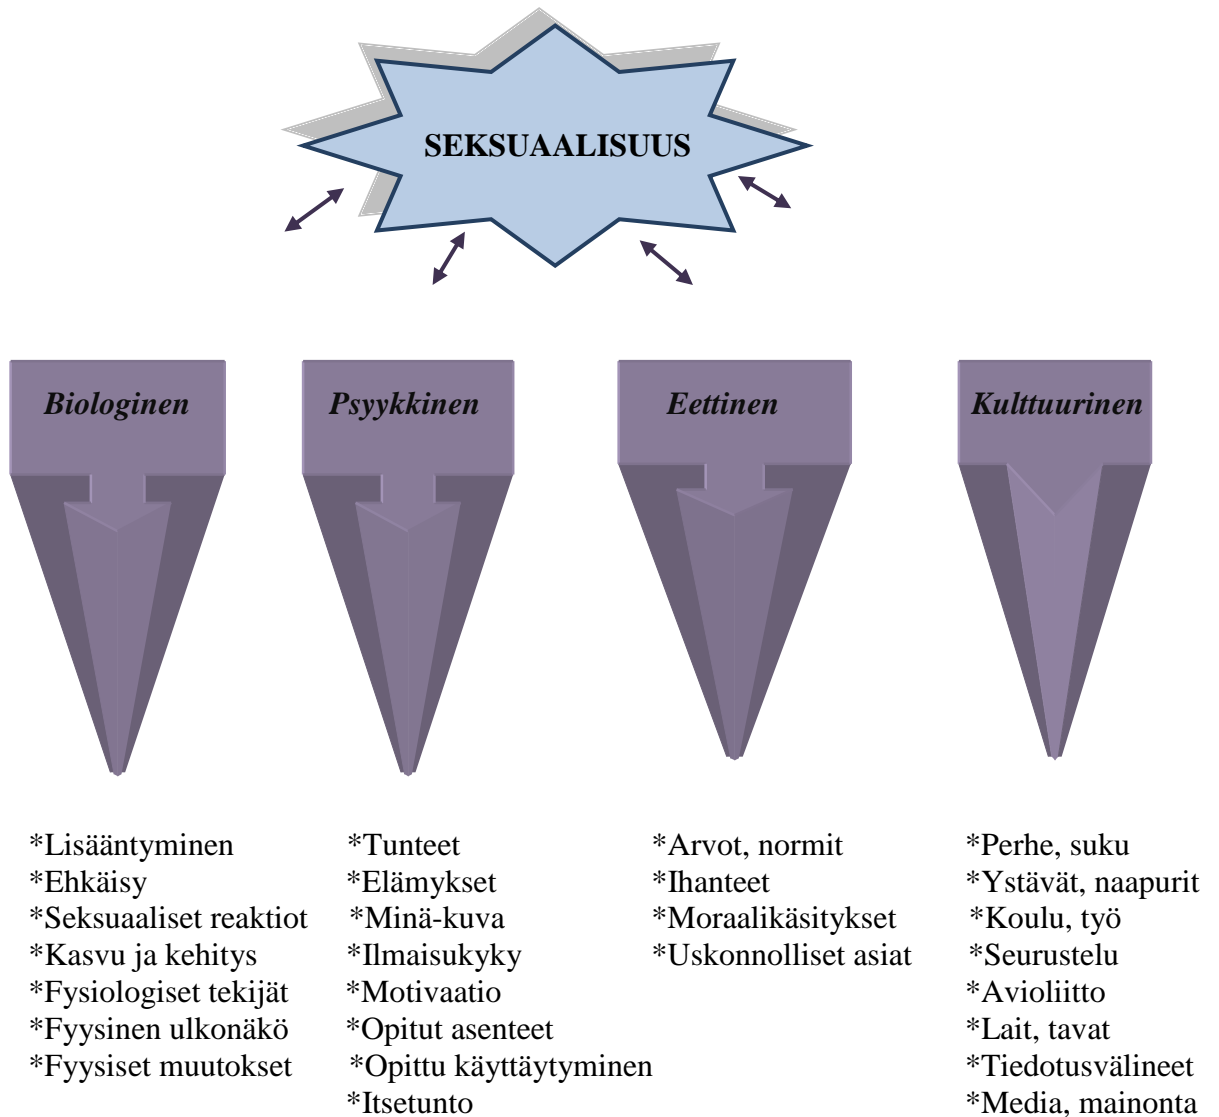 SEKSUAALISUUS
Biologinen
Psyykkinen
Eettinen
Kulttuurinen
*Lisääntyminen
*Ehkäisy
*Seksuaaliset reaktiot
*Kasvu ja kehitys
*Fysiologiset tekijät
*Fyysinen ulkonäkö
*Fyysiset muutokset
*Tunteet
*Elämykset
*Minä-kuva
*Ilmaisukyky
*Motivaatio
*Opitut asenteet
*Opittu käyttäytyminen
*Itsetunto
*Arvot, normit
*Ihanteet
*Moraalikäsitykset
*Uskonnolliset asiat
*Perhe, suku
*Ystävät, naapurit
*Koulu, työ
*Seurustelu
*Avioliitto
*Lait, tavat
*Tiedotusvälineet
*Media, mainonta